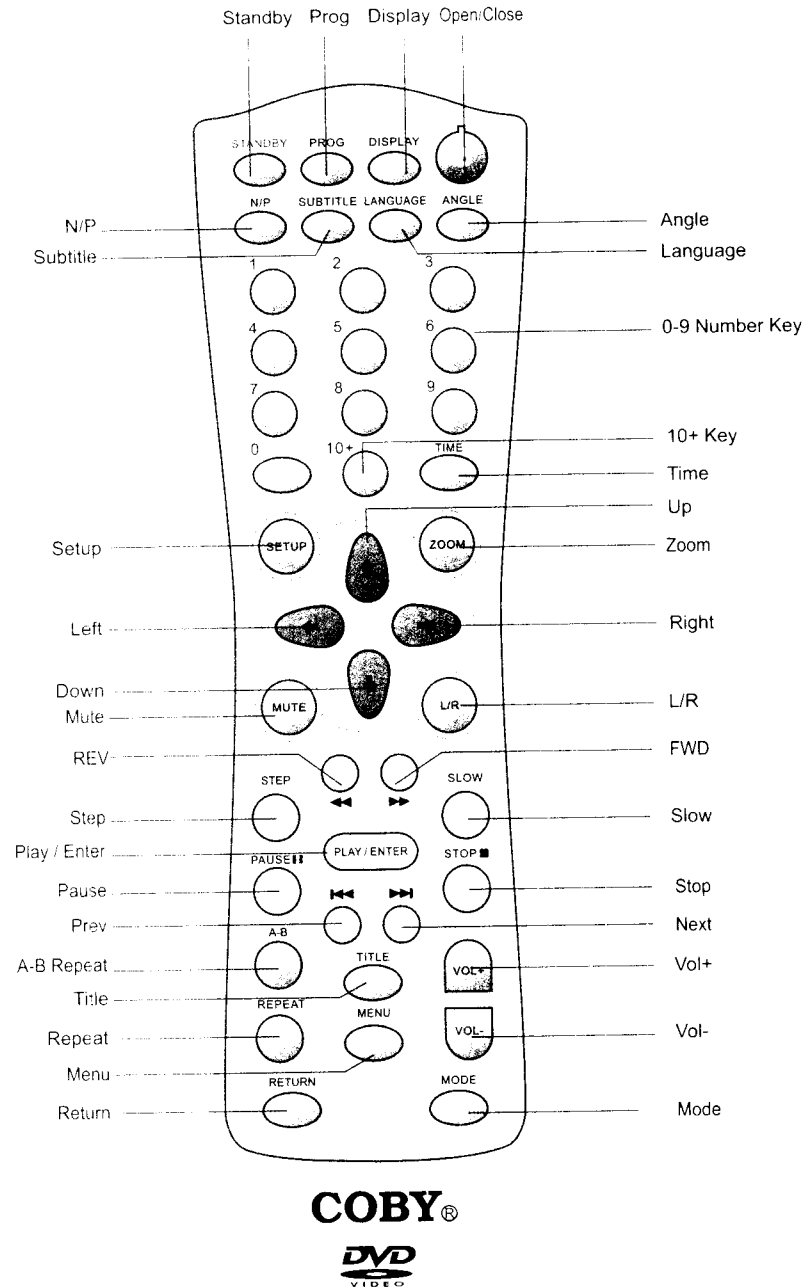 Standby Prog Display Open/Close
STANDBY PROG DISPLAY
N/P SUBTITLE LANGUAGE ANGLE
N/P
Angle
Subtitle
Language
1 2 3
4 5 6
0-9 Number Key
7 8 9
10+ Key
0 10+ TIME
Time
Up
Setup
SETUP
ZOOM
Zoom
Left
Right
Down
Mute
MUTE
L/R
L/R
REV
FWD
STEP
SLOW
Step
Slow
Play / Enter
PLAY / ENTER
PAUSE
STOP
Pause
Stop
Prev
Next
A-B
A-B Repeat
TITLE
VOL+
Vol+
Title
REPEAT
MENU
Repeat
VOL-
Vol-
Menu
RETURN
MODE
Return
Mode
COBY®
DVD
VIDEO